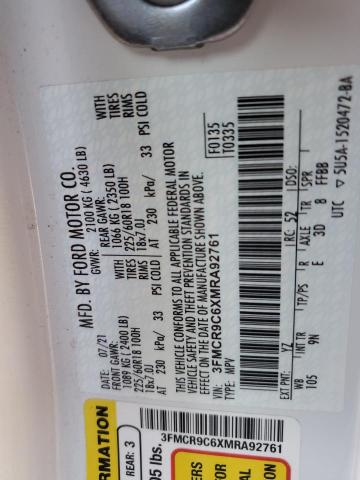 MFD. BY FORD MOTOR CO.
07/21
GVWR: 2100 KG ( 4630 LB)
FRONT GAWR: 1089 KG (2400 LB)
REAR GAWR: 1066 KG (2350 LB)
WITH 225/60R18 100H TIRES
WITH 225/60R18 100H TIRES
18x7.0J RIMS
18x7.0J RIMS
AT 230 kPa/ 33 PSI COLD
AT 230 kPa/ 33 PSI COLD
THIS VEHICLE CONFORMS TO ALL APPLICABLE FEDERAL MOTOR
VEHICLE SAFETY AND THEFT PREVENTION STANDARDS IN EFFECT
ON THE DATE OF MANUFACTURE SHOWN ABOVE.
VIN: 3FMCR9C6XMRA92761
TYPE: MPV
F0135
T0335
EXT PNT: YZ RC: 52 DSO:
WB TP/PS R AXLE TR
105 9N E 3D 8 FFBB
UTC ▽ 5U5A-1520472-BA
3FMCR9C6XMRA92761
REAR: 3